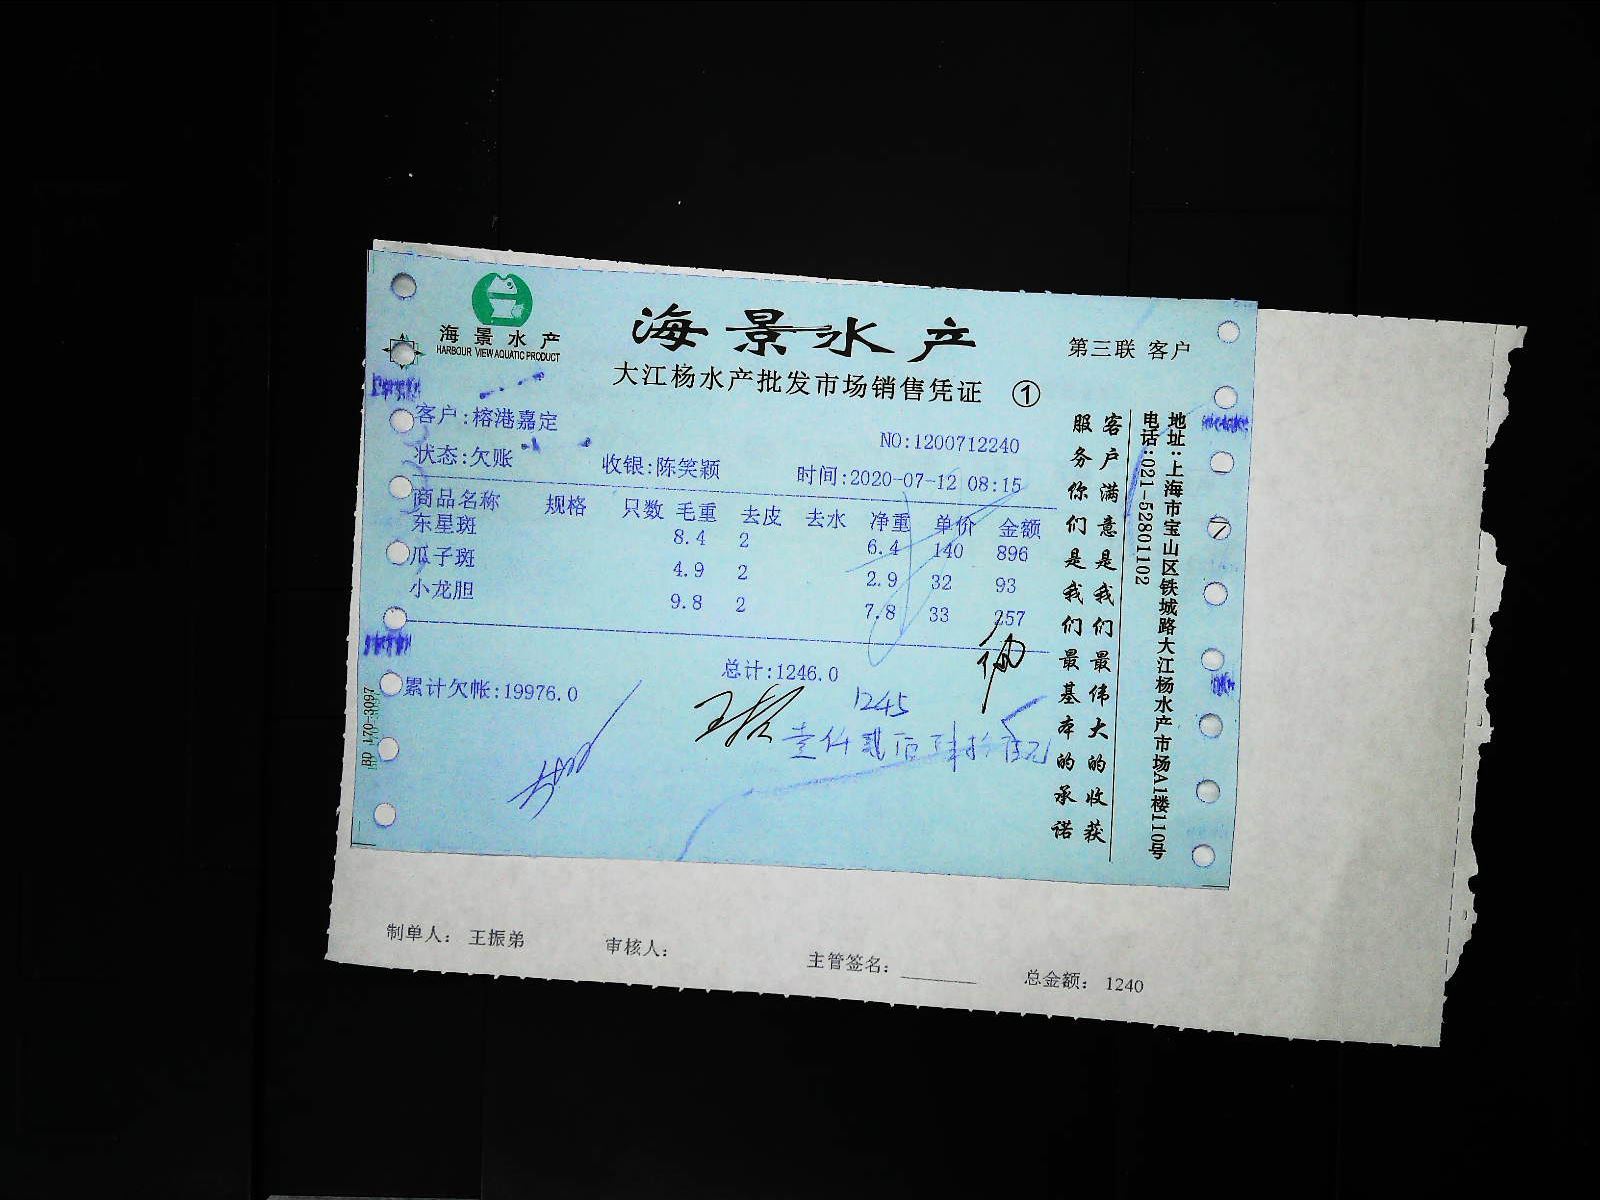 海景水产
HARBOUR VIEW AQUATIC PRODUCT
海景水产
大江杨水产批发市场销售凭证 ①
第三联 客户
客户:榕港嘉定
NO:1200712240
状态:欠账 收银:陈笑颖 时间:2020-07-12 08:15
商品名称 规格 只数 毛重 去皮 去水 净重 单价 金额
东星斑 8.4 2 6.4 140 896
瓜子斑 4.9 2 2.9 32 93
小龙胆 9.8 2 7.8 33 257
总计:1246.0
累计欠帐:19976.0
1245
壹仟贰佰肆拾伍元
客户满意是我们最伟大的收获
服务你们是我们最基本的承诺
地址:上海市宝山区铁城路大江杨水产市场A1楼110号
电话:021-52801102
BD 170-3097
制单人: 王振弟 审核人: 主管签名: 总金额: 1240